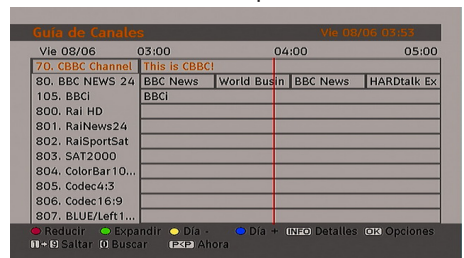 Guía de Canales Vie 08/06 03:53
Vie 08/06 03:00 04:00 05:00
70. CBBC Channel This is CBBC!
80. BBC NEWS 24 BBC News World Busin BBC News HARDtalk Ex
105. BBCi BBCi
800. Rai HD
801. RaiNews24
802. RaiSportSat
803. SAT2000
804. ColorBar10...
805. Codec4:3
806. Codec16:9
807. BLUE/Left1...
Reducir Expandir Día - Día + INFO Detalles OK Opciones
1 → 9 Saltar 0 Buscar P<P Ahora